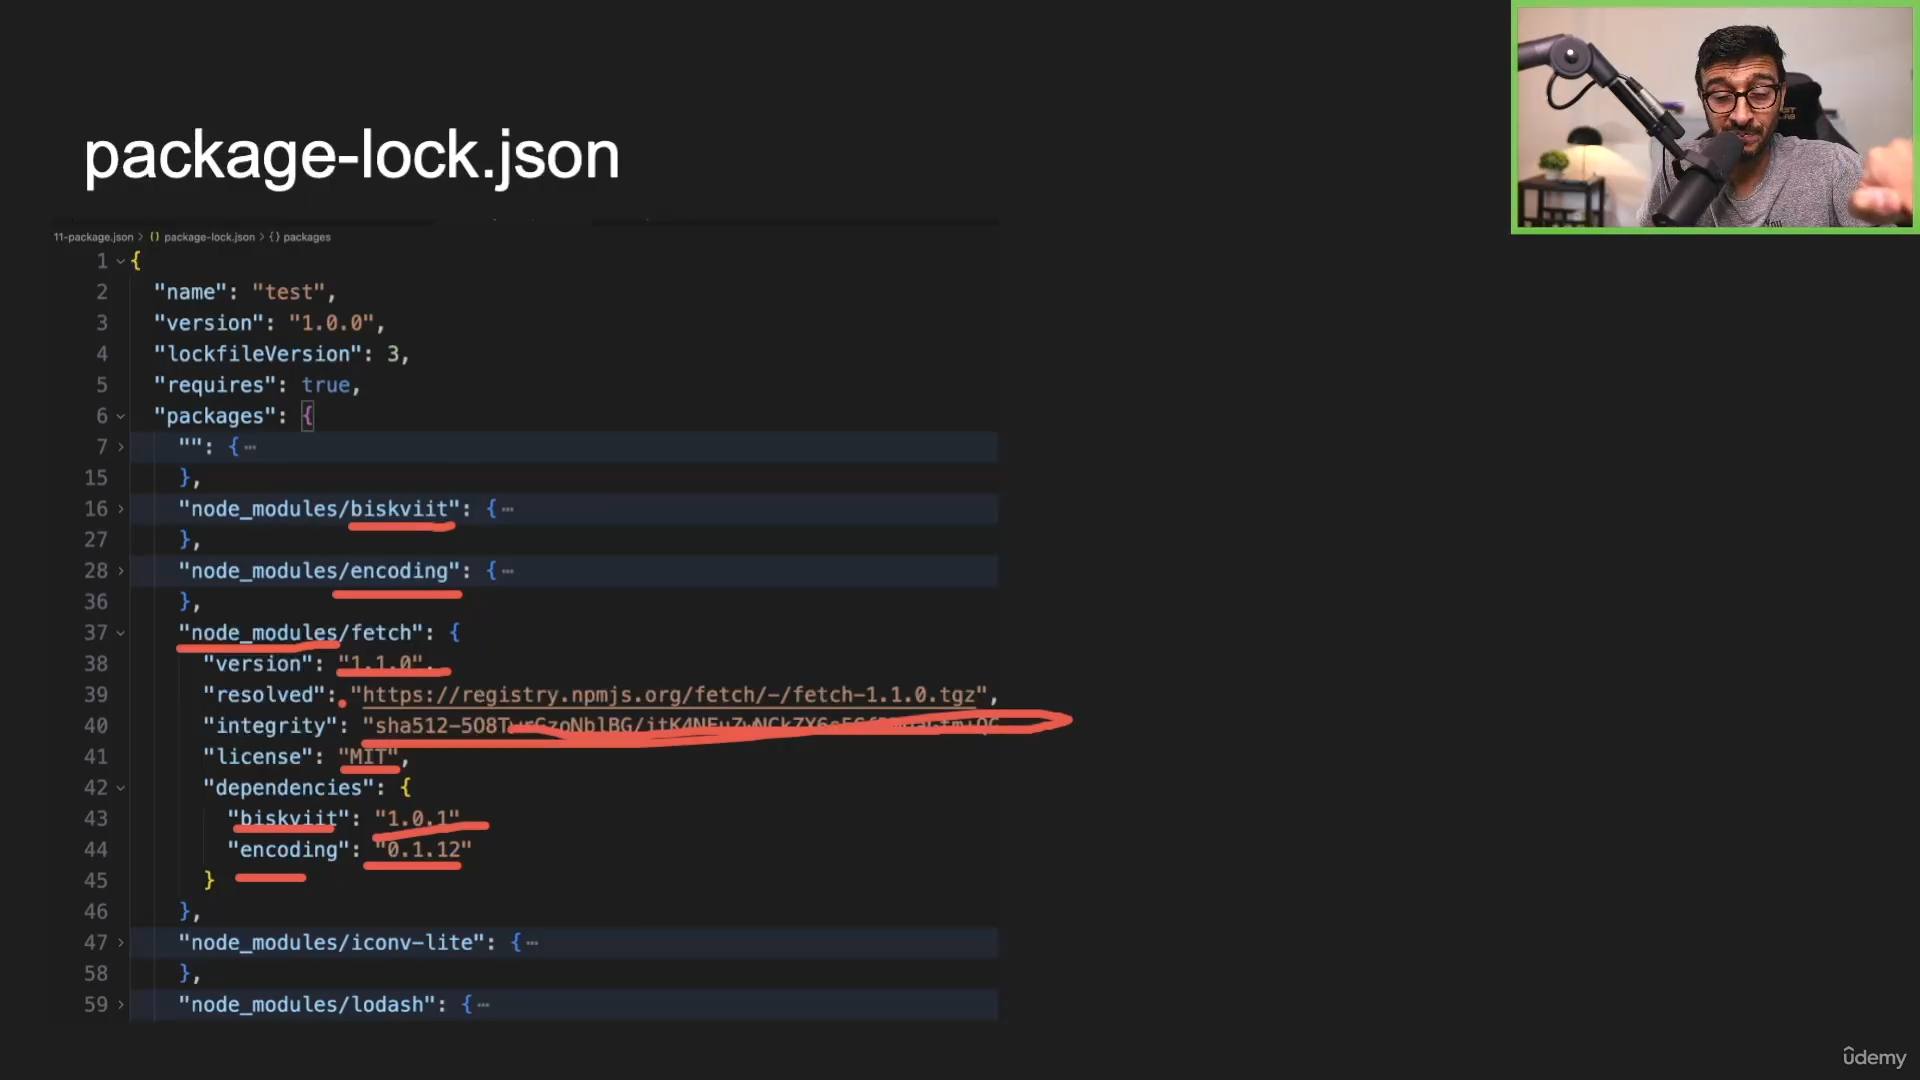 package-lock.json
11-package.json > {} package-lock.json > {} packages
1 {
2 "name": "test",
3 "version": "1.0.0",
4 "lockfileVersion": 3,
5 "requires": true,
6 "packages": {
7 "": { …
15 },
16 "node_modules/biskviit": { …
27 },
28 "node_modules/encoding": { …
36 },
37 "node_modules/fetch": {
38 "version": "1.1.0",
39 "resolved": "https://registry.npmjs.org/fetch/-/fetch-1.1.0.tgz",
40 "integrity":
41 "license": "MIT",
42 "dependencies": {
43 "biskviit": "1.0.1"
44 "encoding": "0.1.12"
45 }
46 },
47 "node_modules/iconv-lite": { …
58 },
59 "node_modules/lodash": { …
ûdemy